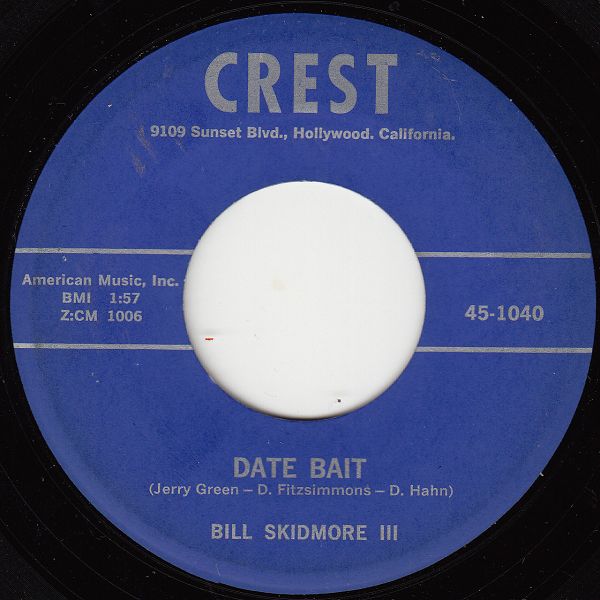 CREST
9109 Sunset Blvd., Hollywood. California.
American Music, Inc.
BMI 1:57
Z:CM 1006
45-1040
DATE BAIT
(Jerry Green — D. Fitzsimmons — D. Hahn)
BILL SKIDMORE III